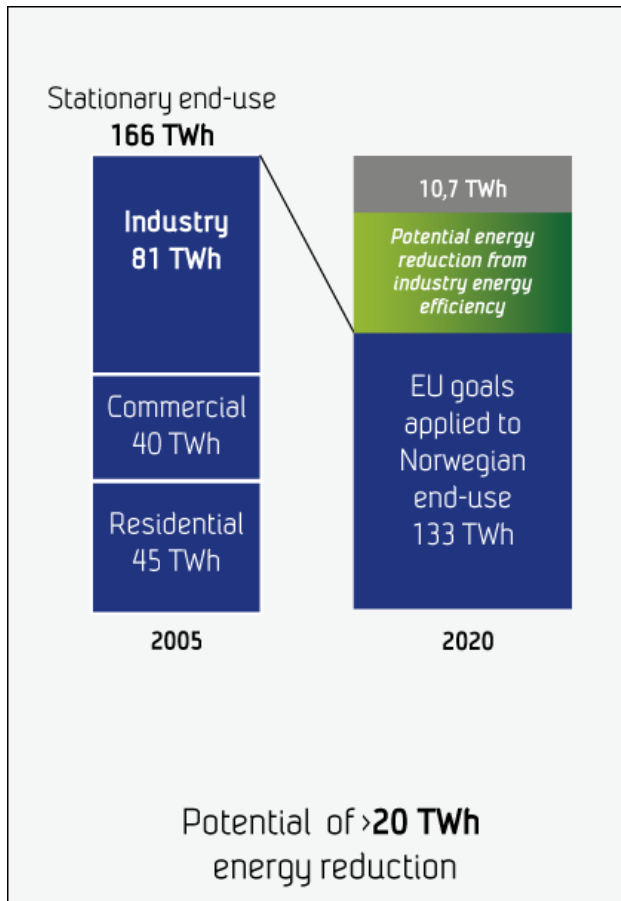 Stationary end-use
166 TWh
Industry
81 TWh
Commercial
40 TWh
Residential
45 TWh
2005
10,7 TWh
Potential energy
reduction from
industry energy
efficiency
EU goals
applied to
Norwegian
end-use
133 TWh
2020
Potential of >20 TWh
energy reduction